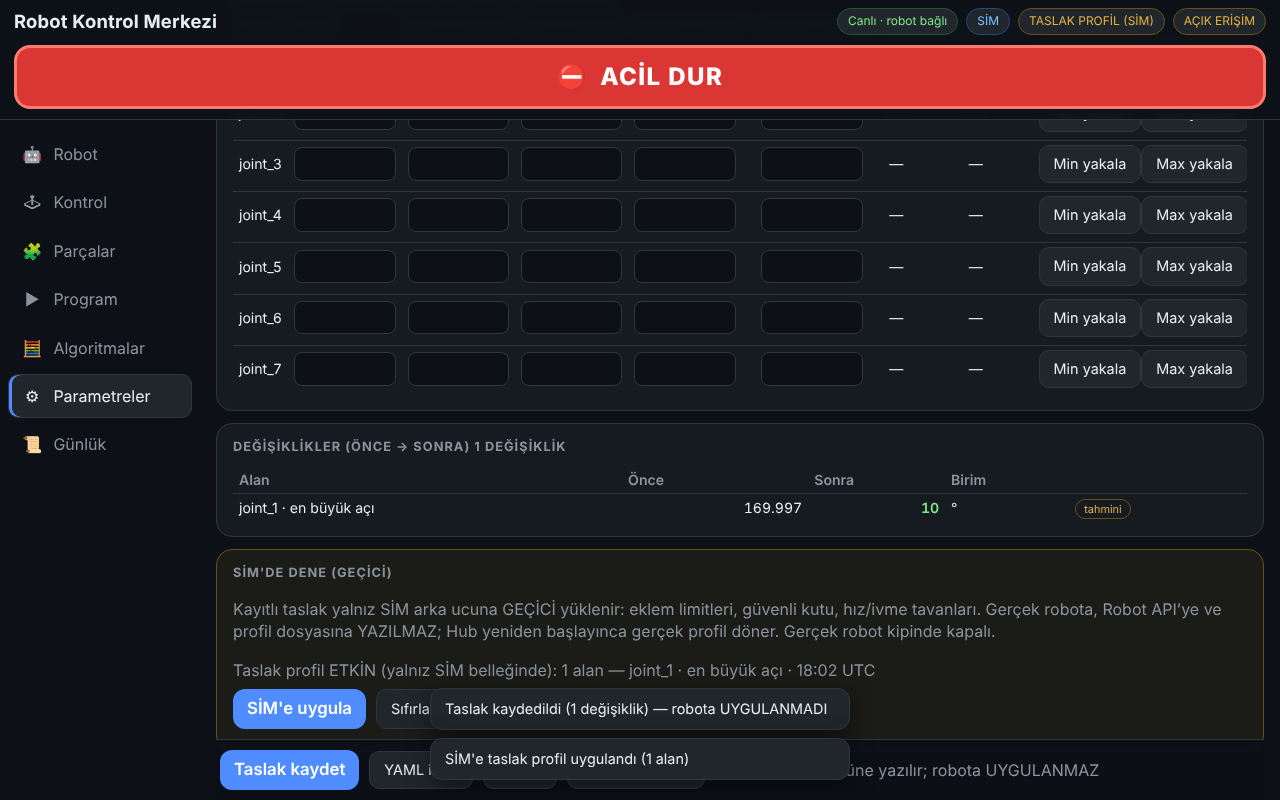 Robot Kontrol Merkezi
Canlı · robot bağlı
SİM
TASLAK PROFİL (SİM)
AÇIK ERİŞİM
⛔ ACİL DUR
Robot
Kontrol
Parçalar
Program
Algoritmalar
Parametreler
Günlük
joint_3 — — Min yakala Max yakala
joint_4 — — Min yakala Max yakala
joint_5 — — Min yakala Max yakala
joint_6 — — Min yakala Max yakala
joint_7 — — Min yakala Max yakala
DEĞİŞİKLİKLER (ÖNCE → SONRA) 1 DEĞİŞİKLİK
Alan Önce Sonra Birim
joint_1 · en büyük açı 169.997 10 ° tahmini
SİM'DE DENE (GEÇİCİ)
Kayıtlı taslak yalnız SİM arka ucuna GEÇİCİ yüklenir: eklem limitleri, güvenli kutu, hız/ivme tavanları. Gerçek robota, Robot API'ye ve
profil dosyasına YAZILMAZ; Hub yeniden başlayınca gerçek profil döner. Gerçek robot kipinde kapalı.
Taslak profil ETKİN (yalnız SİM belleğinde): 1 alan — joint_1 · en büyük açı · 18:02 UTC
SİM'e uygula
Sıfırla
Taslak kaydedildi (1 değişiklik) — robota UYGULANMADI
SİM'e taslak profil uygulandı (1 alan)
Taslak kaydet
YAML
yazılır; robota UYGULANMAZ